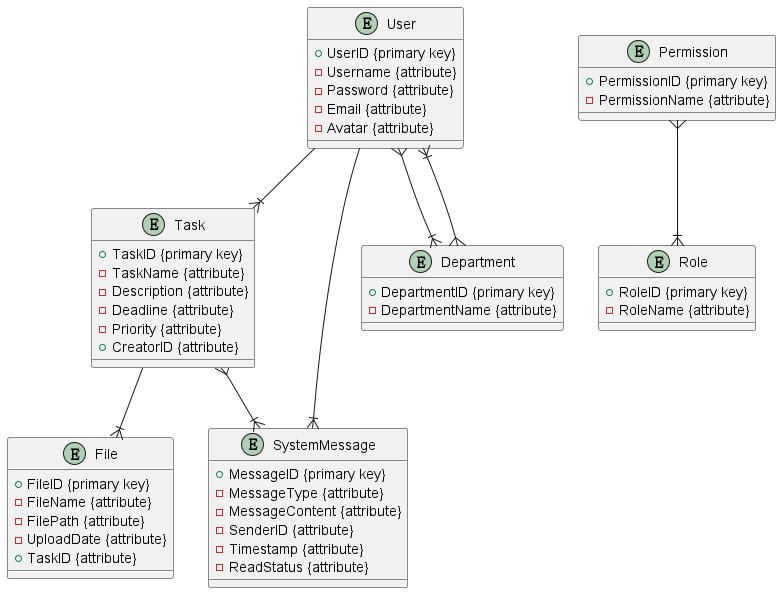 E User
UserID {primary key}
Username {attribute}
Password {attribute}
Email {attribute}
Avatar {attribute}
E Permission
PermissionID {primary key}
PermissionName {attribute}
E Task
TaskID {primary key}
TaskName {attribute}
Description {attribute}
Deadline {attribute}
Priority {attribute}
CreatorID {attribute}
E Department
DepartmentID {primary key}
DepartmentName {attribute}
E Role
RoleID {primary key}
RoleName {attribute}
E File
FileID {primary key}
FileName {attribute}
FilePath {attribute}
UploadDate {attribute}
TaskID {attribute}
E SystemMessage
MessageID {primary key}
MessageType {attribute}
MessageContent {attribute}
SenderID {attribute}
Timestamp {attribute}
ReadStatus {attribute}